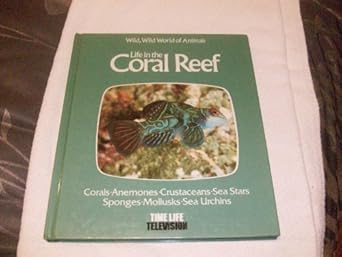 Wild, Wild World of Animals
Life in the
Coral Reef
Corals·Anemones·Crustaceans·Sea Stars
Sponges·Mollusks·Sea Urchins
TIME LIFE
TELEVISION